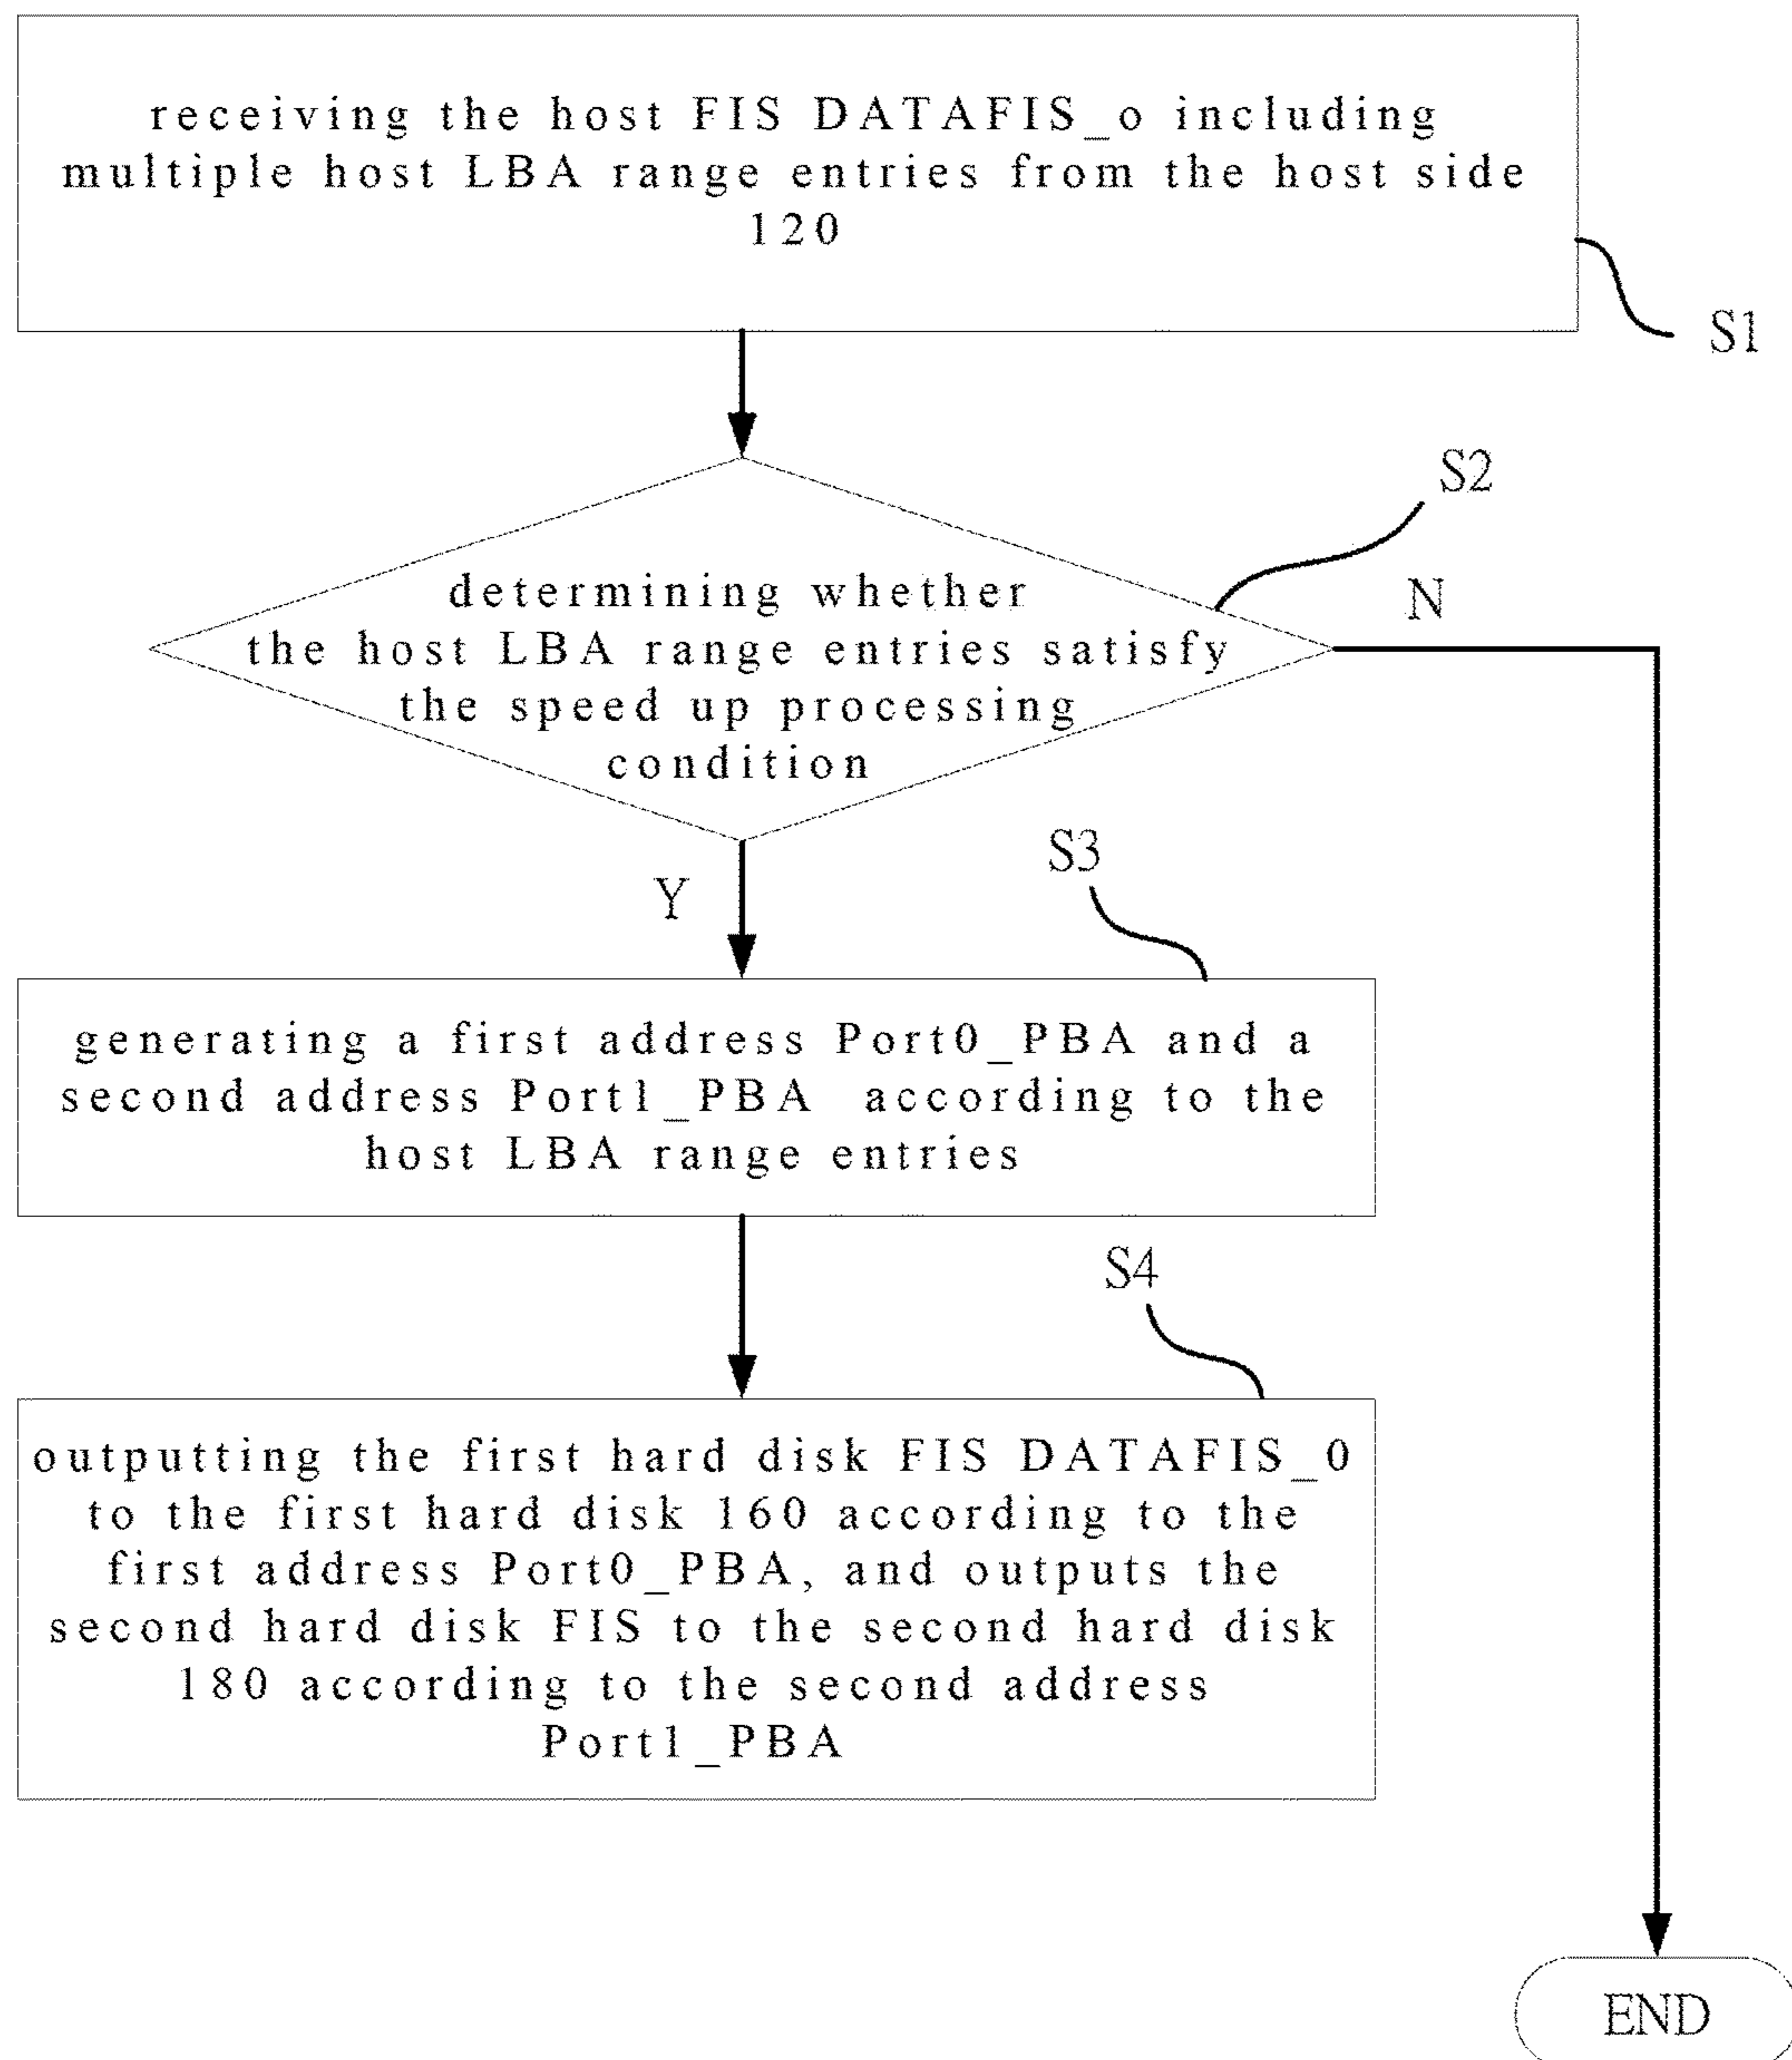 receiving the host FIS DATAFIS_o including
multiple host LBA range entries from the host side
120
S1
S2
determining whether
the host LBA range entries satisfy
the speed up processing
condition
N
Y
S3
generating a first address Port0_PBA and a
second address Port1_PBA according to the
host LBA range entries
S4
outputting the first hard disk FIS DATAFIS_0
to the first hard disk 160 according to the
first address Port0_PBA, and outputs the
second hard disk FIS to the second hard disk
180 according to the second address
Port1_PBA
END